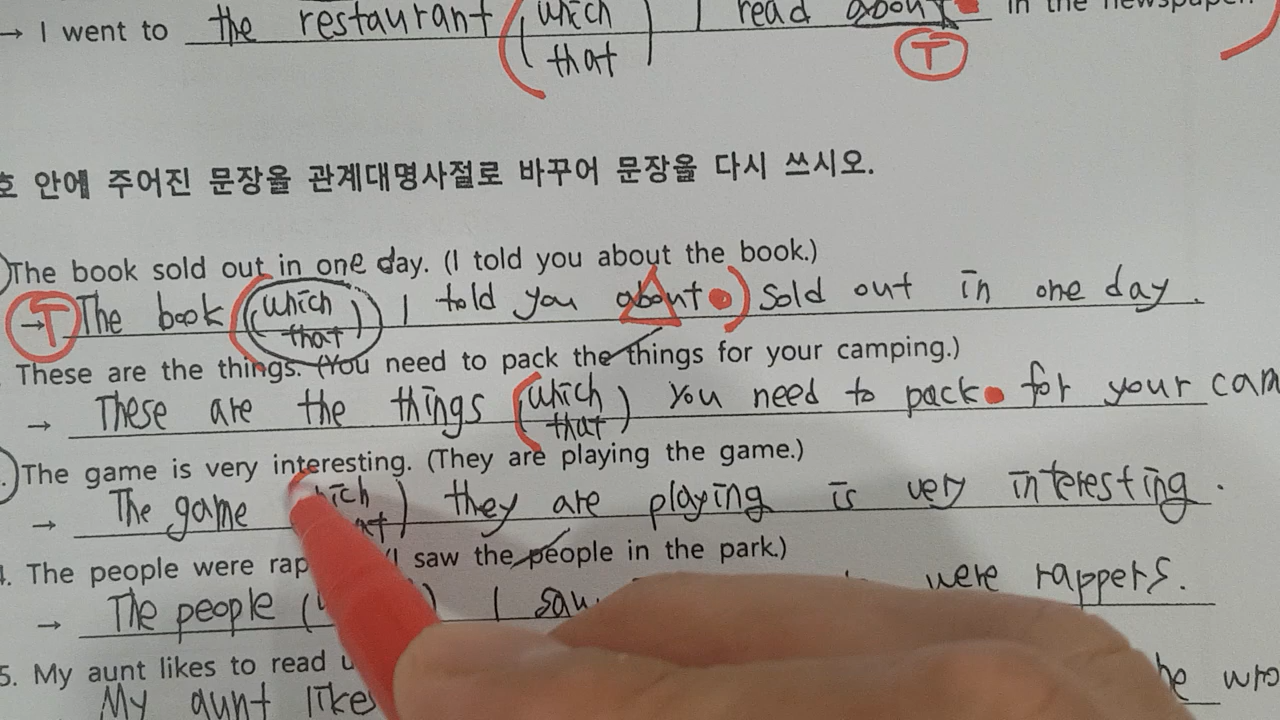 → I went to the restaurant (which I read about in the newspaper.
that)
T
호 안에 주어진 문장을 관계대명사절로 바꾸어 문장을 다시 쓰시오.
The book sold out in one day. (I told you about the book.)
T → The book (which I told you about) sold out in one day.
that)
These are the things. (You need to pack the things for your camping.)
→ These are the things (which you need to pack for your cam
that)
The game is very interesting. (They are playing the game.)
→ The game they are playing is very interesting.
4. The people were (I saw the people in the park.)
→ The people ( I were rappers.
5. My aunt likes to read
My aunt likes